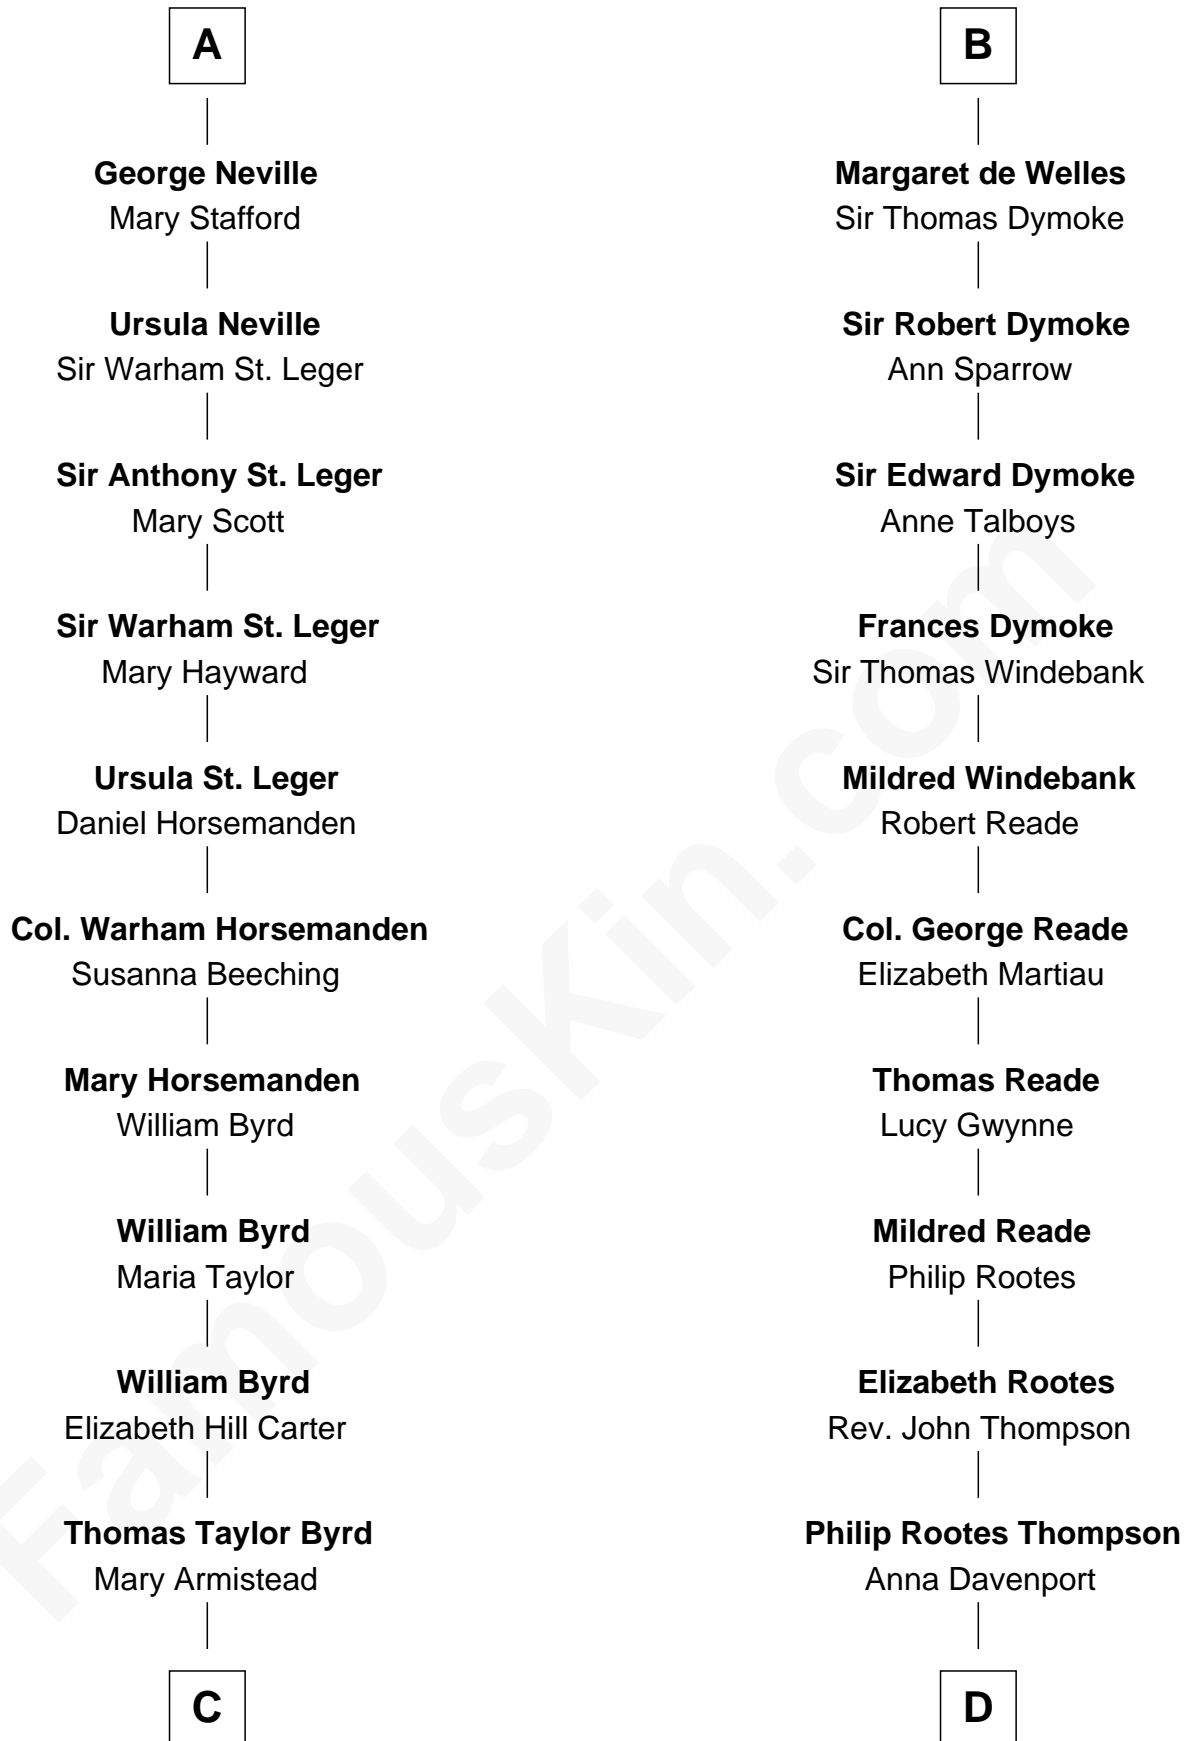 A
George Neville
Mary Stafford
Ursula Neville
Sir Warham St. Leger
Sir Anthony St. Leger
Mary Scott
Sir Warham St. Leger
Mary Hayward
Ursula St. Leger
Daniel Horsemanden
Col. Warham Horsemanden
Susanna Beeching
Mary Horsemanden
William Byrd
William Byrd
Maria Taylor
William Byrd
Elizabeth Hill Carter
Thomas Taylor Byrd
Mary Armistead
C
B
Margaret de Welles
Sir Thomas Dymoke
Sir Robert Dymoke
Ann Sparrow
Sir Edward Dymoke
Anne Talboys
Frances Dymoke
Sir Thomas Windebank
Mildred Windebank
Robert Reade
Col. George Reade
Elizabeth Martiau
Thomas Reade
Lucy Gwynne
Mildred Reade
Philip Rootes
Elizabeth Rootes
Rev. John Thompson
Philip Rootes Thompson
Anna Davenport
D
FamousKin.com